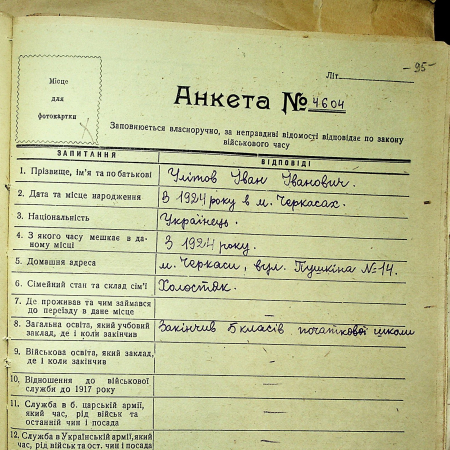 -95-
Літ.
Місце
для
фотокартки
Анкета № 4604
Заповнюється власноручно, за неправдиві відомості відповідає по закону
військового часу
ЗАПИТАННЯ
ВІДПОВІДІ
1. Прізвище, ім'я та по батькові
Улітов Іван Іванович.
2. Дата та місце народження
В 1924 року в м. Черкасах.
3. Національність
Українець.
4. З якого часу мешкає в да-
ному місці
З 1924 року.
5. Домашня адреса
м. Черкаси, вул. Пушкіна №14.
6. Сімейний стан та склад сім'ї
Холостяк.
7. Де проживав та чим займався
до переїзду в дане місце
—
8. Загальна освіта, який учбовий
заклад, де і коли закінчив
Закінчив 5 класів початкової школи
9. Військова освіта, який заклад,
де і коли закінчив
—
10. Відношення до військової
служби до 1917 року
—
11. Служба в б. царській армії,
який час, рід військ та
останній чин і посада
—
12. Служба в Українській армії, який
час, рід військ та ост. чин і посада
—